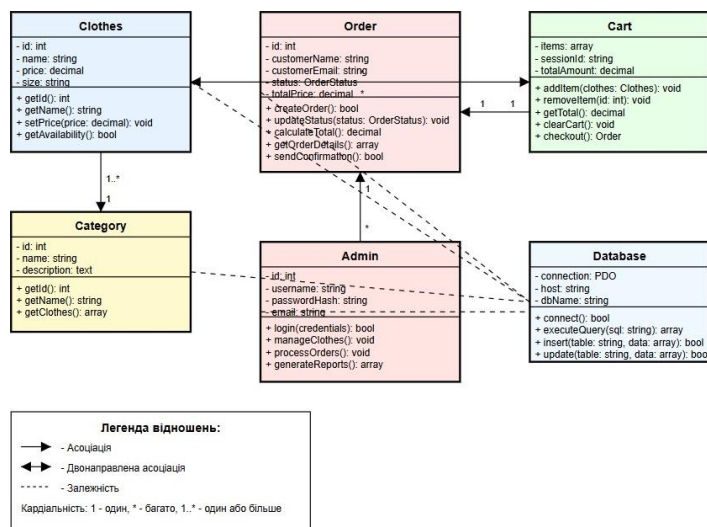 Clothes
- id: int
- name: string
- price: decimal
- size: string
+ getId(): int
+ getName(): string
+ setPrice(price: decimal): void
+ getAvailability(): bool
Order
- id: int
- customerName: string
- customerEmail: string
- status: OrderStatus
- totalPrice: decimal
*
+ createOrder(): bool
+ updateStatus(status: OrderStatus): void
+ calculateTotal(): decimal
+ getOrderDetails(): array
+ sendConfirmation(): bool
Cart
- items: array
- sessionId: string
- totalAmount: decimal
+ addItem(clothes: Clothes): void
+ removeItem(id: int): void
+ getTotal(): decimal
+ clearCart(): void
+ checkout(): Order
1 1
1..*
1
1
*
Category
- id: int
- name: string
- description: text
+ getId(): int
+ getName(): string
+ getClothes(): array
Admin
- id: int
- username: string
- passwordHash: string
- email: string
+ login(credentials): bool
+ manageClothes(): void
+ processOrders(): void
+ generateReports(): array
Database
- connection: PDO
- host: string
- dbName: string
+ connect(): bool
+ executeQuery(sql: string): array
+ insert(table: string, data: array): bool
+ update(table: string, data: array): bool
Легенда відношень:
- Асоціація
- Двонаправлена асоціація
- Залежність
Кардіальність: 1 - один, * - багато, 1..* - один або більше